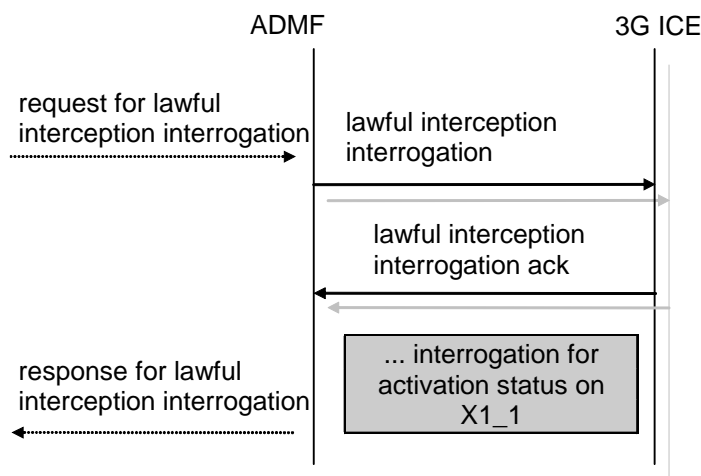 ADMF
3G ICE
request for lawful
interception interrogation
lawful interception
interrogation
lawful interception
interrogation ack
... interrogation for
activation status on
X1_1
response for lawful
interception interrogation